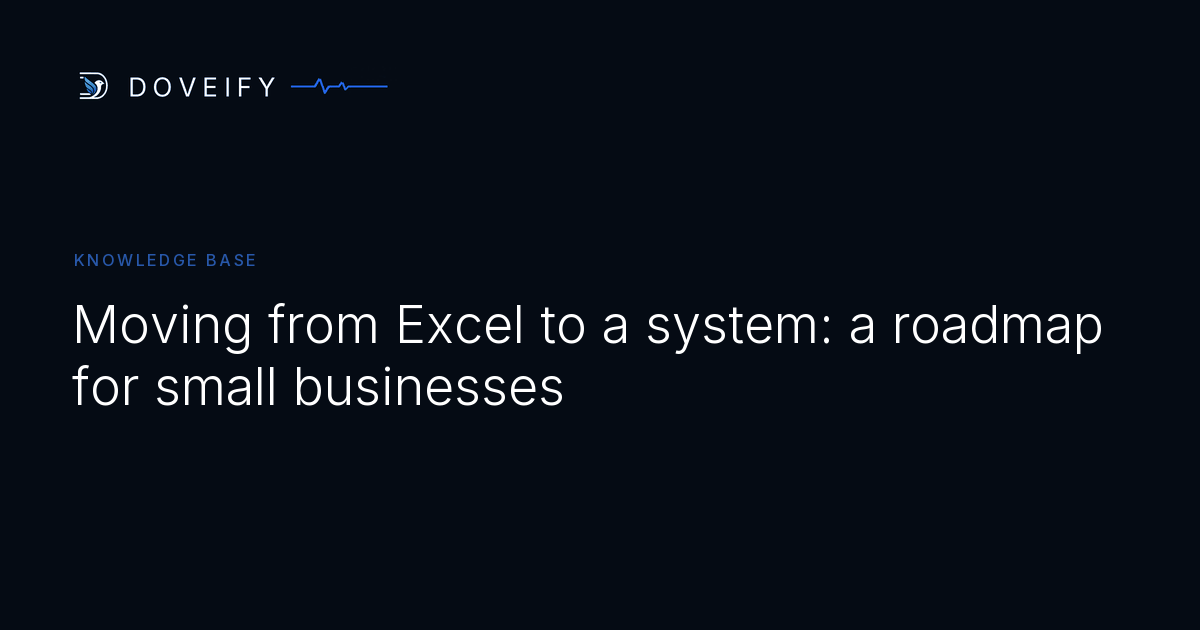 DOVEIFY
KNOWLEDGE BASE
Moving from Excel to a system: a roadmap
for small businesses